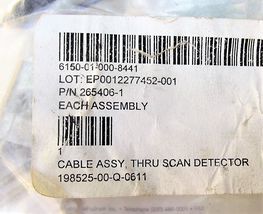 6150-01-000-8441
LOT: EP0012277452-001
P/N 265406-1
EACH ASSEMBLY
1
CABLE ASSY, THRU SCAN DETECTOR
198525-00-Q-0611